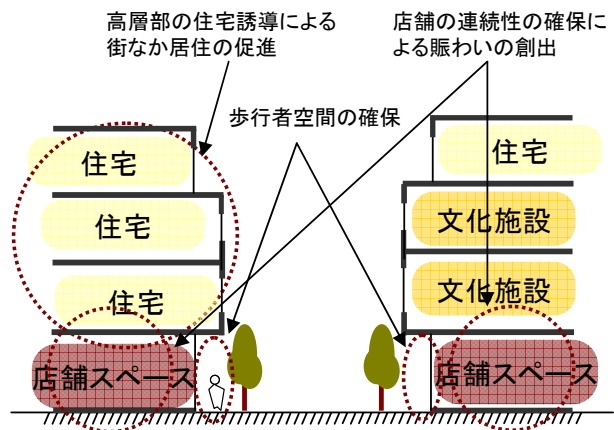 高層部の住宅誘導による
街なか居住の促進
店舗の連続性の確保
による賑わいの創出
歩行者空間の確保
住宅
住宅
住宅
文化施設
住宅
文化施設
店舗スペース
店舗スペース